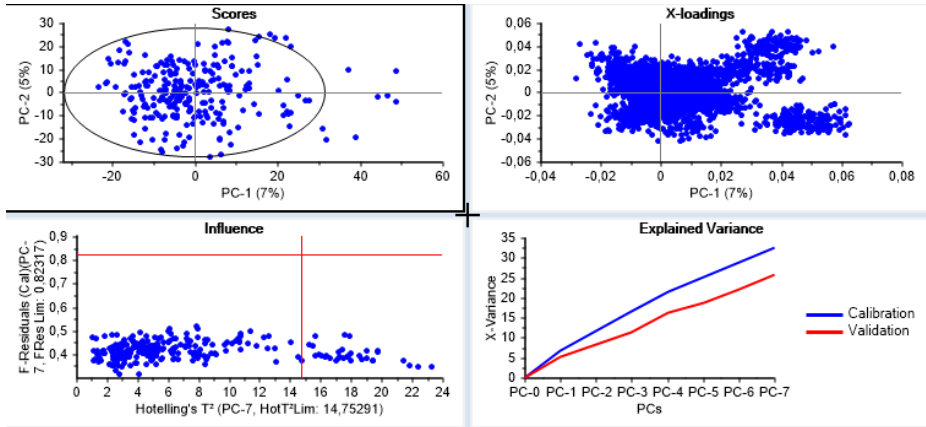 Scores
PC-2 (5%)
30
20
10
0
-10
-20
-30
-20
0
20
40
60
PC-1 (7%)
X-loadings
PC-2 (5%)
0,06
0,04
0,02
0
-0,02
-0,04
-0,06
-0,04
-0,02
0
0,02
0,04
0,06
0,08
PC-1 (7%)
Influence
F-Residuals (Cal)(PC-
7, FRes Lim: 0,82317)
0,9
0,8
0,7
0,6
0,5
0,4
0
2
4
6
8
10
12
14
16
18
20
22
24
Hotelling's T² (PC-7, HotT²Lim: 14,75291)
Explained Variance
X-Variance
35
30
25
20
15
10
5
0
PC-0
PC-1
PC-2
PC-3
PC-4
PC-5
PC-6
PC-7
PCs
Calibration
Validation